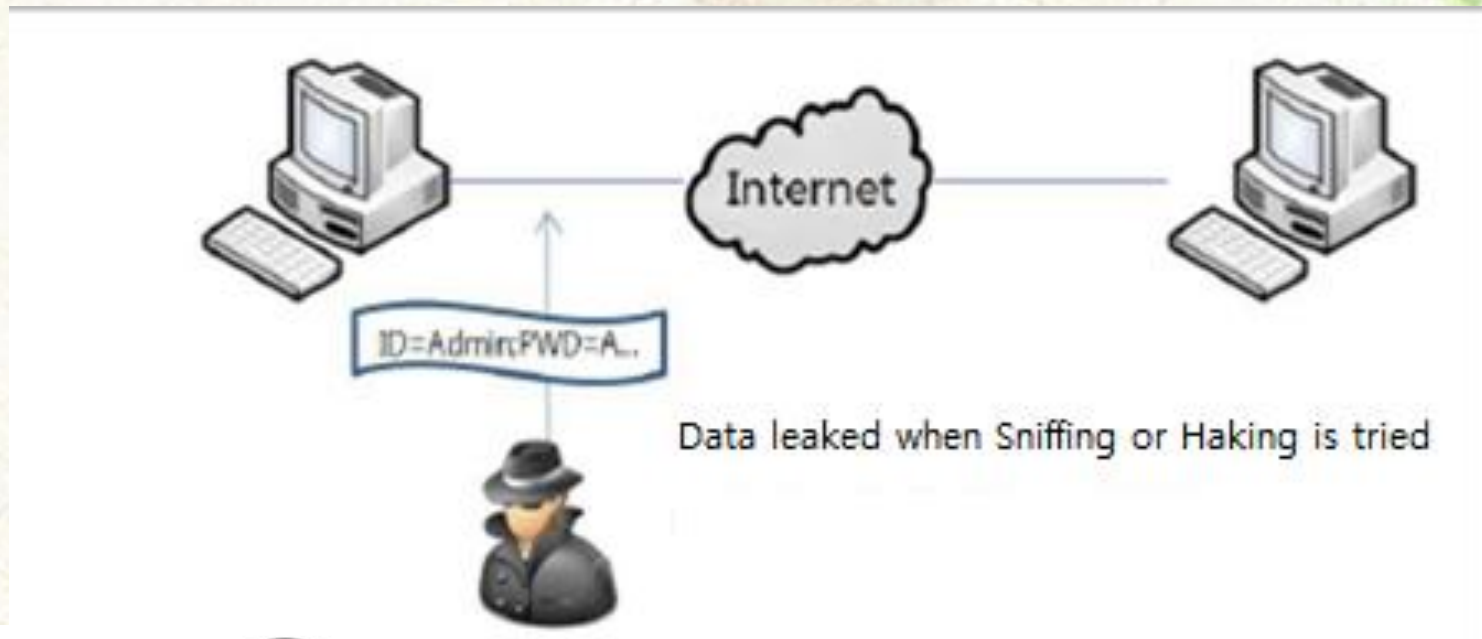 Internet
ID=Admin;PWD=A...
Data leaked when Sniffing or Haking is tried